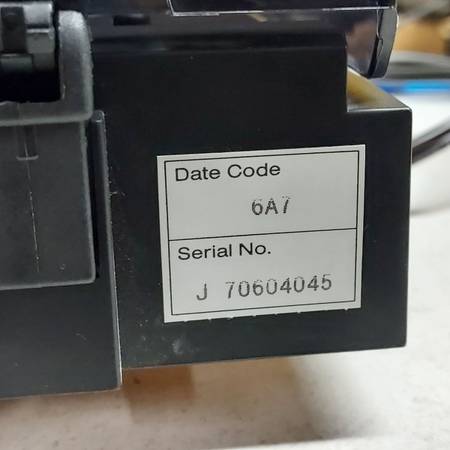 Date Code
6A7
Serial No.
J 70604045